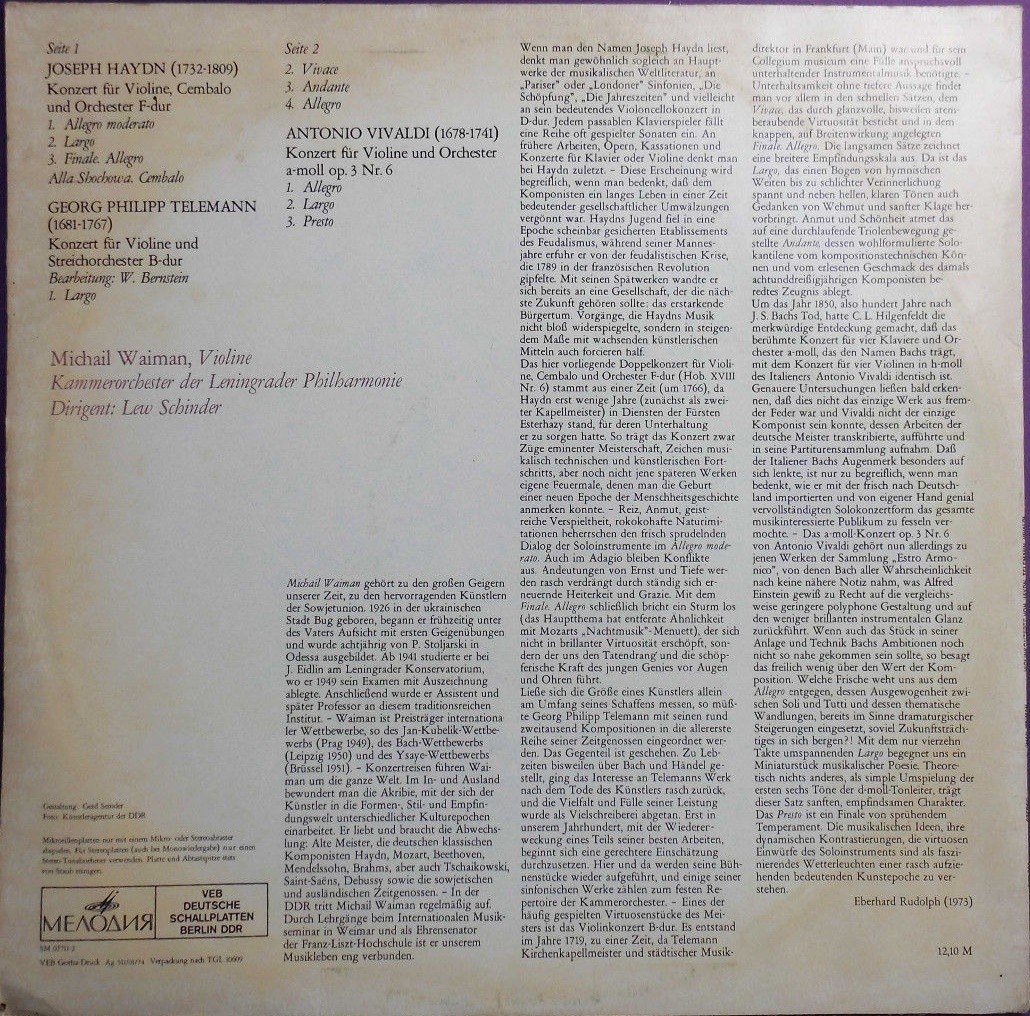 Seite 1
JOSEPH HAYDN (1732-1809)
Konzert für Violine, Cembalo
und Orchester F-dur
1. Allegro moderato
2. Largo
3. Finale. Allegro
Alla Shochowa. Cembalo
GEORG PHILIPP TELEMANN
(1681-1767)
Konzert für Violine und
Streichorchester B-dur
Bearbeitung: W. Bernstein
1. Largo
Seite 2
2. Vivace
3. Andante
4. Allegro
ANTONIO VIVALDI (1678-1741)
Konzert für Violine und Orchester
a-moll op. 3 Nr. 6
1. Allegro
2. Largo
3. Presto
Michail Waiman, Violine
Kammerorchester der Leningrader Philharmonie
Dirigent: Lew Schinder
Michail Waiman gehört zu den großen Geigern
unserer Zeit, zu den hervorragenden Künstlern
der Sowjetunion. 1926 in der ukrainischen
Stadt Bug geboren, begann er frühzeitig unter
des Vaters Aufsicht mit ersten Geigenübungen
und wurde achtjährig von P. Stoljarski in
Odessa ausgebildet. Ab 1941 studierte er bei
J. Eidlin am Leningrader Konservatorium,
wo er 1949 sein Examen mit Auszeichnung
ablegte. Anschließend wurde er Assistent und
später Professor an diesem traditionsreichen
Institut. – Waiman ist Preisträger internationa-
ler Wettbewerbe, so des Jan-Kubelik-Wettbe-
werbs (Prag 1949), des Bach-Wettbewerbs
(Leipzig 1950) und des Ysaye-Wettbewerbs
(Brüssel 1951). – Konzertreisen führen Wai-
man um die ganze Welt. Im In- und Ausland
bewundert man die Akribie, mit der sich der
Künstler in die Formen-, Stil- und Empfin-
dungswelt unterschiedlicher Kulturepochen
einarbeitet. Er liebt und braucht die Abwechs-
lung: Alte Meister, die deutschen klassischen
Komponisten Haydn, Mozart, Beethoven,
Mendelssohn, Brahms, aber auch Tschaikowski,
Saint-Saëns, Debussy sowie die sowjetischen
und ausländischen Zeitgenossen. – In der
DDR tritt Michail Waiman regelmäßig auf.
Durch Lehrgänge beim Internationalen Musik-
seminar in Weimar und als Ehrensenator
der Franz-Liszt-Hochschule ist er unserem
Musikleben eng verbunden.
Wenn man den Namen Joseph Haydn liest,
denkt man gewöhnlich sogleich an Haupt-
werke der musikalischen Weltliteratur, an
„Pariser" oder „Londoner" Sinfonien, „Die
Schöpfung", „Die Jahreszeiten" und vielleicht
an sein bedeutendes Violoncellokonzert in
D-dur. Jedem passablen Klavierspieler fällt
eine Reihe oft gespielter Sonaten ein. An
frühere Arbeiten, Opern, Kassationen und
Konzerte für Klavier oder Violine denkt man
bei Haydn zuletzt. – Diese Erscheinung wird
begreiflich, wenn man bedenkt, daß dem
Komponisten ein langes Leben in einer Zeit
bedeutender gesellschaftlicher Umwälzungen
vergönnt war. Haydns Jugend fiel in eine
Epoche scheinbar gesicherten Etablissements
des Feudalismus, während seiner Mannes-
jahre erfuhr er von der feudalistischen Krise,
die 1789 in der französischen Revolution
gipfelte. Mit seinen Spätwerken wandte er
sich bereits an eine Gesellschaft, der die näch-
ste Zukunft gehören sollte: das erstarkende
Bürgertum. Vorgänge, die Haydns Musik
nicht bloß widerspiegelte, sondern in steigen-
dem Maße mit wachsenden künstlerischen
Mitteln auch forcieren half.
Das hier vorliegende Doppelkonzert für Violi-
ne, Cembalo und Orchester F-dur (Hob. XVIII
Nr. 6) stammt aus einer Zeit (um 1766), da
Haydn erst wenige Jahre (zunächst als zwei-
ter Kapellmeister) in Diensten der Fürsten
Esterhazy stand, für deren Unterhaltung
er zu sorgen hatte. So trägt das Konzert zwar
Züge eminenter Meisterschaft, Zeichen musi-
kalisch technischen und künstlerischen Fort-
schritts, aber noch nicht jene späteren Werken
eigene Feuermale, denen man die Geburt
einer neuen Epoche der Menschheitsgeschichte
anmerken konnte. – Reiz, Anmut, geist-
reiche Verspieltheit, rokokohafte Naturimi-
tationen beherrschen den frisch sprudelnden
Dialog der Soloinstrumente im Allegro mode-
rato. Auch im Adagio bleiben Konflikte
aus. Andeutungen von Ernst und Tiefe wer-
den rasch verdrängt durch ständig sich er-
neuernde Heiterkeit und Grazie. Mit dem
Finale. Allegro schließlich bricht ein Sturm los
(das Hauptthema hat entfernte Ähnlichkeit
mit Mozarts „Nachtmusik"-Menuett), der sich
nicht in brillanter Virtuosität erschöpft, son-
dern der uns den Tatendrang und die schöp-
ferische Kraft des jungen Genies vor Augen
und Ohren führt.
Ließe sich die Größe eines Künstlers allein
am Umfang seines Schaffens messen, so müß-
te Georg Philipp Telemann mit seinen rund
zweitausend Kompositionen in die allererste
Reihe seiner Zeitgenossen eingeordnet wer-
den. Das Gegenteil ist geschehen. Zu Leb-
zeiten bisweilen über Bach und Händel ge-
stellt, ging das Interesse an Telemanns Werk
nach dem Tode des Künstlers rasch zurück,
und die Vielfalt und Fülle seiner Leistung
wurde als Vielschreiberei abgetan. Erst in
unserem Jahrhundert, mit der Wiederer-
weckung eines Teils seiner besten Arbeiten,
beginnt sich eine gerechtere Einschätzung
durchzusetzen. Hier und da werden seine Büh-
nenstücke wieder aufgeführt, und einige seiner
sinfonischen Werke zählen zum festen Re-
pertoire der Kammerorchester. – Eines der
häufig gespielten Virtuosenstücke des Mei-
sters ist das Violinkonzert B-dur. Es entstand
im Jahre 1719, zu einer Zeit, da Telemann
Kirchenkapellmeister und städtischer Musik-
direktor in Frankfurt (Main) war und für sein
Collegium musicum eine Fülle anspruchsvoll
unterhaltender Instrumentalmusik benötigte. –
Unterhaltsamkeit ohne tiefere Aussage findet
man vor allem in den schnellen Sätzen, dem
Vivace, das durch glanzvolle, bisweilen atem-
beraubende Virtuosität besticht und in dem
knappen, auf Breitenwirkung angelegten
Finale. Allegro. Die langsamen Sätze zeichnet
eine breitere Empfindungsskala aus. Da ist das
Largo, das einen Bogen von hymnischen
Weiten bis zu schlichter Verinnerlichung
spannt und neben hellen, klaren Tönen auch
Gedanken von Wehmut und sanfter Klage her-
vorbringt. Anmut und Schönheit atmet das
auf eine durchlaufende Triolenbewegung ge-
stellte Andante, dessen wohlformulierte Solo-
kantilene vom kompositionstechnischen Kön-
nen und vom erlesenen Geschmack des damals
achtunddreißigjährigen Komponisten be-
redtes Zeugnis ablegt.
Um das Jahr 1850, also hundert Jahre nach
J. S. Bachs Tod, hatte C. L. Hilgenfeldt die
merkwürdige Entdeckung gemacht, daß das
berühmte Konzert für vier Klaviere und Or-
chester a-moll, das den Namen Bachs trägt,
mit dem Konzert für vier Violinen in h-moll
des Italieners Antonio Vivaldi identisch ist.
Genauere Untersuchungen ließen bald erken-
nen, daß dies nicht das einzige Werk aus frem-
der Feder war und Vivaldi nicht der einzige
Komponist sein konnte, dessen Arbeiten der
deutsche Meister transkribierte, aufführte und
in seine Partiturensammlung aufnahm. Daß
der Italiener Bachs Augenmerk besonders auf
sich lenkte, ist nur zu begreiflich, wenn man
bedenkt, wie er mit der frisch nach Deutsch-
land importierten und von eigener Hand genial
vervollständigten Solokonzertform das gesamte
musikinteressierte Publikum zu fesseln ver-
mochte. – Das a-moll-Konzert op. 3 Nr. 6
von Antonio Vivaldi gehört nun allerdings zu
jenen Werken der Sammlung „Estro Armo-
nico", von denen Bach aller Wahrscheinlichkeit
nach keine nähere Notiz nahm, was Alfred
Einstein gewiß zu Recht auf die vergleichs-
weise geringere polyphone Gestaltung und auf
den weniger brillanten instrumentalen Glanz
zurückführt. Wenn auch das Stück in seiner
Anlage und Technik Bachs Ambitionen noch
nicht so nahe gekommen sein sollte, so besagt
das freilich wenig über den Wert der Kom-
position. Welche Frische weht uns aus dem
Allegro entgegen, dessen Ausgewogenheit zwi-
schen Soli und Tutti und dessen thematische
Wandlungen, bereits im Sinne dramaturgischer
Steigerungen eingesetzt, soviel Zukunftsträch-
tiges in sich bergen?! Mit dem nur vierzehn
Takte umspannenden Largo begegnet uns ein
Miniaturstück musikalischer Poesie. Theore-
tisch nichts anderes, als simple Umspielung der
ersten sechs Töne der d-moll-Tonleiter, trägt
dieser Satz sanften, empfindsamen Charakter.
Das Presto ist ein Finale von sprühendem
Temperament. Die musikalischen Ideen, ihre
dynamischen Kontrastierungen, die virtuosen
Einwürfe des Soloinstruments sind als faszi-
nierendes Wetterleuchten einer rasch aufzie-
henden bedeutenden Kunstepoche zu ver-
stehen.
Eberhard Rudolph (1973)
Gestaltung: Gerd Semder
Foto: Künstleragentur der DDR
Mikrorillenplatten nur mit einem Mikro- oder Stereoabtaster
abspielen. Für Stereoplatten (auch bei Monowiedergabe) nur einen
Stereo-Tonabnehmer verwenden. Platte und Abtastspitze stets
von Staub reinigen.
МЕЛОДИЯ
VEB
DEUTSCHE
SCHALLPLATTEN
BERLIN DDR
VEB Gotha-Druck Ag 511/01/74 Verpackung nach TGL 10609
12,10 M